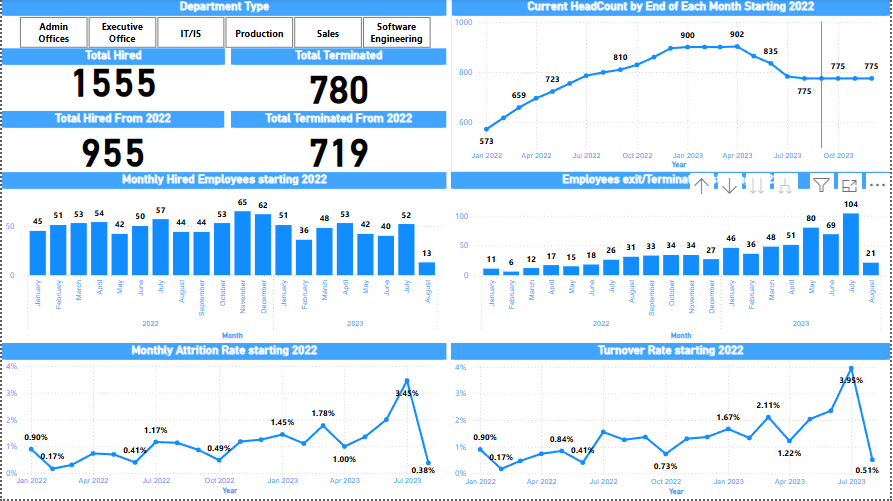 Department Type
Admin Offices
Executive Office
IT/IS
Production
Sales
Software Engineering
Total Hired
Total Terminated
1555
780
Total Hired From 2022
Total Terminated From 2022
955
719
Current HeadCount by End of Each Month Starting 2022
1000
800
600
573
659
723
810
900
902
835
775
775
775
Jan 2022
Apr 2022
Jul 2022
Oct 2022
Jan 2023
Apr 2023
Jul 2023
Oct 2023
Year
Monthly Hired Employees starting 2022
50
0
45 51 53 54 42 50 57 44 44 53 65 62 51 36 48 53 42 40 52 13
January
February
March
April
May
June
July
August
September
October
November
December
January
February
March
April
May
June
July
August
2022
2023
Month
Employees exit/Termina
100
50
0
11 6 12 17 15 18 26 31 33 34 34 27 46 36 48 51 80 69 104 21
January
February
March
April
May
June
July
August
September
October
November
December
January
February
March
April
May
June
July
August
2022
2023
Month
Monthly Attrition Rate starting 2022
4%
3%
2%
1%
0%
0.90%
0.17%
0.41%
1.17%
0.49%
1.45%
1.78%
1.00%
3.45%
0.38%
Jan 2022
Apr 2022
Jul 2022
Oct 2022
Jan 2023
Apr 2023
Jul 2023
Year
Turnover Rate starting 2022
4%
3%
2%
1%
0%
0.90%
0.17%
0.84%
0.41%
0.73%
1.67%
2.11%
1.22%
3.95%
0.51%
Jan 2022
Apr 2022
Jul 2022
Oct 2022
Jan 2023
Apr 2023
Jul 2023
Year